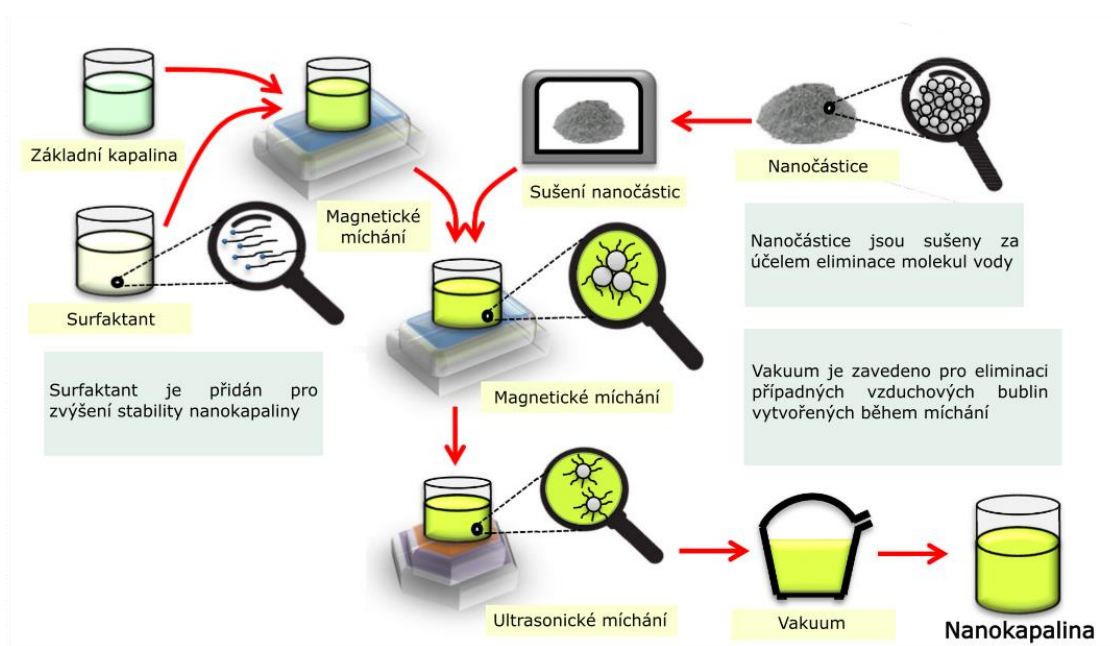 Základní kapalina
Magnetické
míchání
Sušení nanočástic
Nanočástice
Surfaktant
Nanočástice jsou sušeny za
účelem eliminace molekul vody
Surfaktant je přidán pro
zvýšení stability nanokapaliny
Magnetické míchání
Vakuum je zavedeno pro eliminaci
případných vzduchových bublin
vytvořených během míchání
Ultrasonické míchání
Vakuum
Nanokapalina